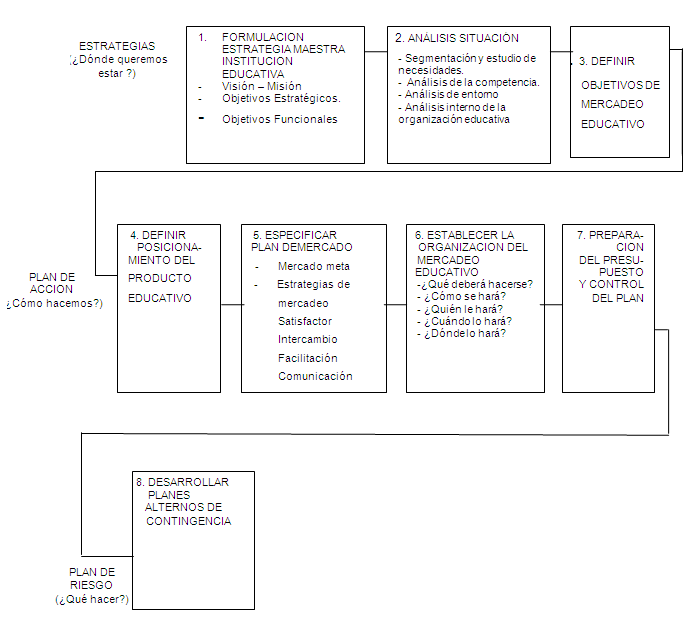 ESTRATEGIAS
(¿Dónde queremos
estar ?)
1. FORMULACION
ESTRATEGIA MAESTRA
INSTITUCION
EDUCATIVA
- Visión – Misión
- Objetivos Estratégicos.
- Objetivos Funcionales
2. ANÁLISIS SITUACIÓN
- Segmentación y estudio de
necesidades.
- Análisis de la competencia.
- Análisis de entorno
- Análisis interno de la
organización educativa
3. DEFINIR
OBJETIVOS DE
MERCADEO
EDUCATIVO
PLAN DE
ACCION
¿Cómo hacemos?)
4. DEFINIR
POSICIONA-
MIENTO DEL
PRODUCTO
EDUCATIVO
5. ESPECIFICAR
PLAN DEMERCADO
- Mercado meta
- Estrategias de
mercadeo
Satisfactor
Intercambio
Facilitación
Comunicación
6. ESTABLECER LA
ORGANIZACION DEL
MERCADEO
EDUCATIVO
-¿Qué deberá hacerse?
- ¿Cómo se hará?
- ¿Quién le hará?
- ¿Cuándo lo hará?
- ¿Dónde lo hará?
7. PREPARA-
CION
DEL PRESU-
PUESTO
Y CONTROL
DEL PLAN
8. DESARROLLAR
PLANES
ALTERNOS DE
CONTINGENCIA
PLAN DE
RIESGO
(¿Qué hacer?)